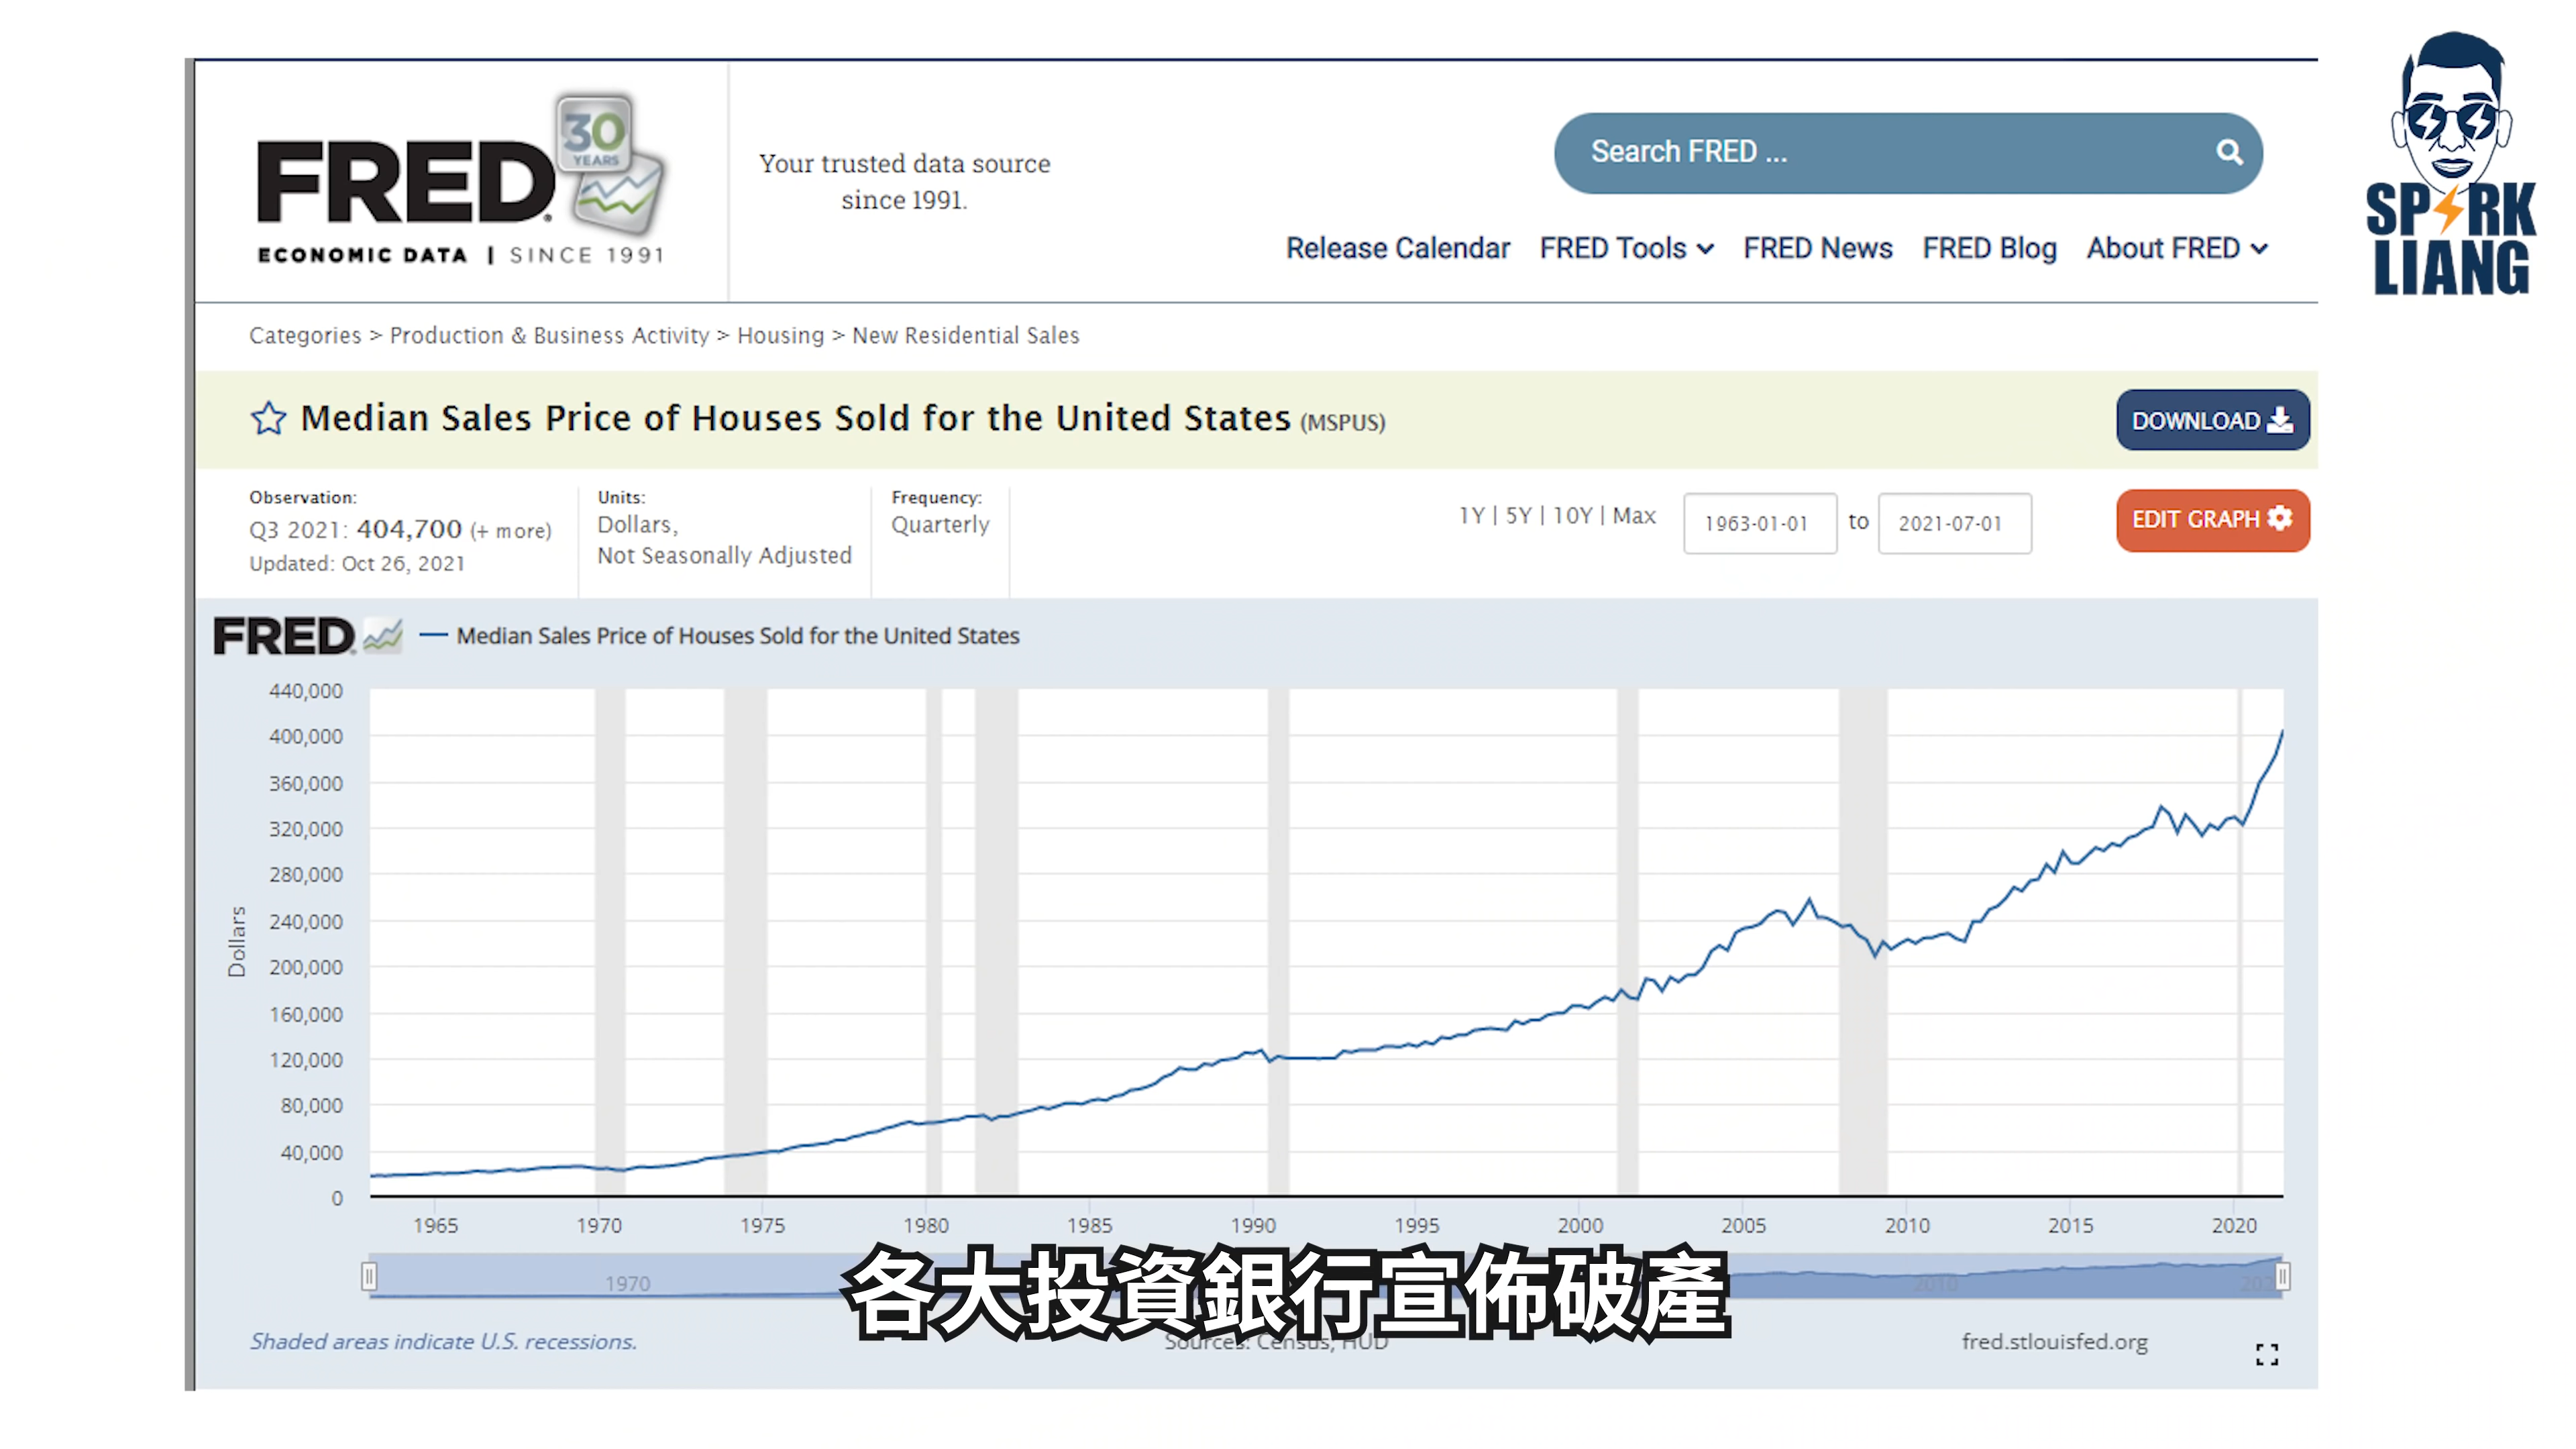 30
YEARS
FRED
ECONOMIC DATA | SINCE 1991
Your trusted data source
since 1991.
Search FRED ...
Release Calendar FRED Tools FRED News FRED Blog About FRED
SPARK
LIANG
Categories > Production & Business Activity > Housing > New Residential Sales
Median Sales Price of Houses Sold for the United States (MSPUS)
DOWNLOAD
Observation:
Q3 2021: 404,700 (+ more)
Updated: Oct 26, 2021
Units:
Dollars,
Not Seasonally Adjusted
Frequency:
Quarterly
1Y | 5Y | 10Y | Max 1963-01-01 to 2021-07-01
EDIT GRAPH
FRED Median Sales Price of Houses Sold for the United States
Dollars
440,000
400,000
360,000
320,000
280,000
240,000
200,000
160,000
120,000
80,000
40,000
0
1965 1970 1975 1980 1985 1990 1995 2000 2005 2010 2015 2020
1970 2010
各大投資銀行宣佈破產
Shaded areas indicate U.S. recessions. Sources: Census, HUD fred.stlouisfed.org